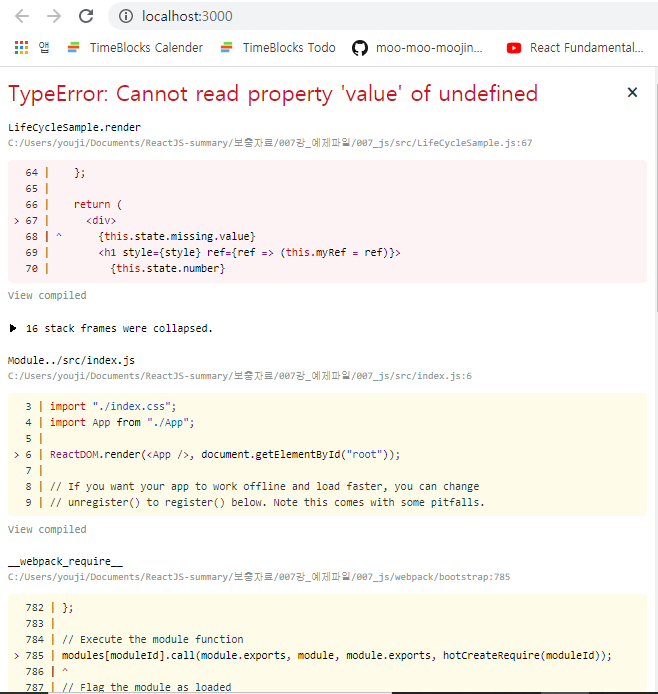 localhost:3000
앱 TimeBlocks Calender TimeBlocks Todo moo-moo-moojin... React Fundamental...
TypeError: Cannot read property 'value' of undefined ×
LifeCycleSample.render
C:/Users/youji/Documents/ReactJS-summary/보충자료/007강_예제파일/007_js/src/LifeCycleSample.js:67
64 | };
65 |
66 | return (
> 67 | <div>
68 | ^ {this.state.missing.value}
69 | <h1 style={style} ref={ref => (this.myRef = ref)}>
70 | {this.state.number}
View compiled
▶ 16 stack frames were collapsed.
Module../src/index.js
C:/Users/youji/Documents/ReactJS-summary/보충자료/007강_예제파일/007_js/src/index.js:6
3 | import "./index.css";
4 | import App from "./App";
5 |
> 6 | ReactDOM.render(<App />, document.getElementById("root"));
7 |
8 | // If you want your app to work offline and load faster, you can change
9 | // unregister() to register() below. Note this comes with some pitfalls.
View compiled
__webpack_require__
C:/Users/youji/Documents/ReactJS-summary/보충자료/007강_예제파일/007_js/webpack/bootstrap:785
782 | };
783 |
784 | // Execute the module function
> 785 | modules[moduleId].call(module.exports, module, module.exports, hotCreateRequire(moduleId));
786 | ^
787 | // Flag the module as loaded